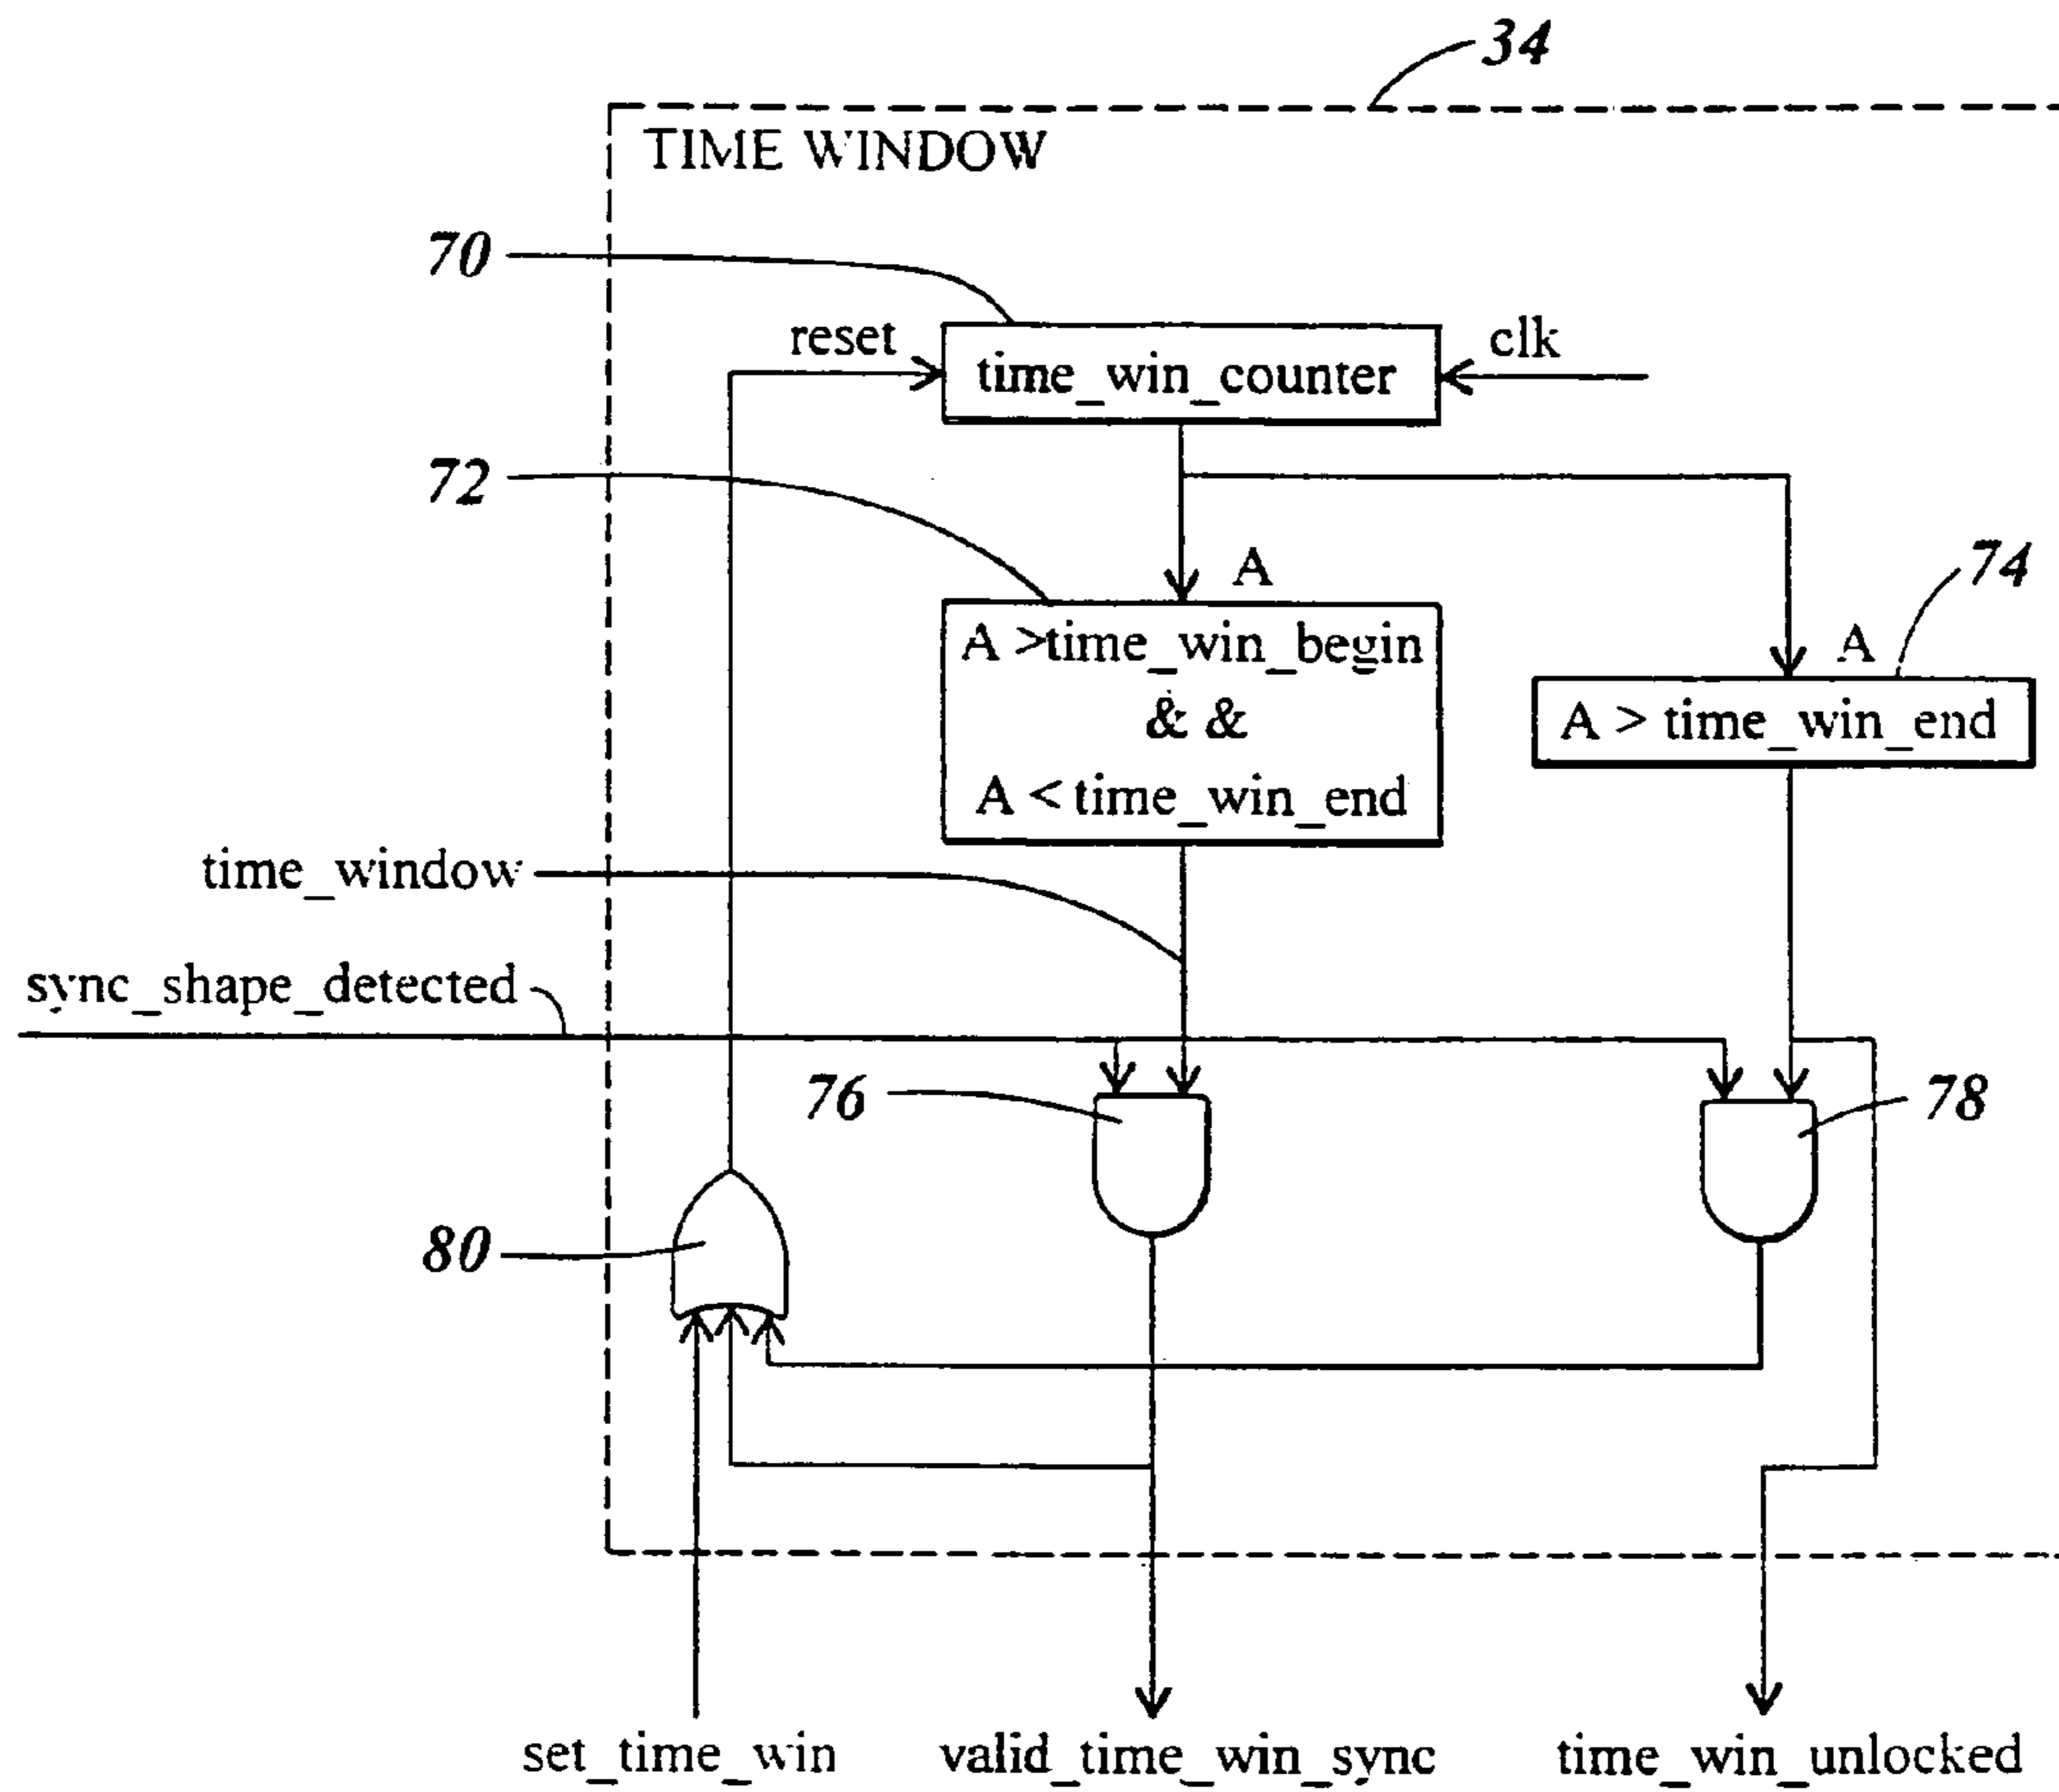 34
TIME WINDOW
70
reset
clk
time_win_counter
72
A
74
A >time_win_begin
& &
A < time_win_end
A
A > time_win_end
time_window
sync_shape_detected
76
78
80
set_time_win
valid_time_win_sync
time_win_unlocked